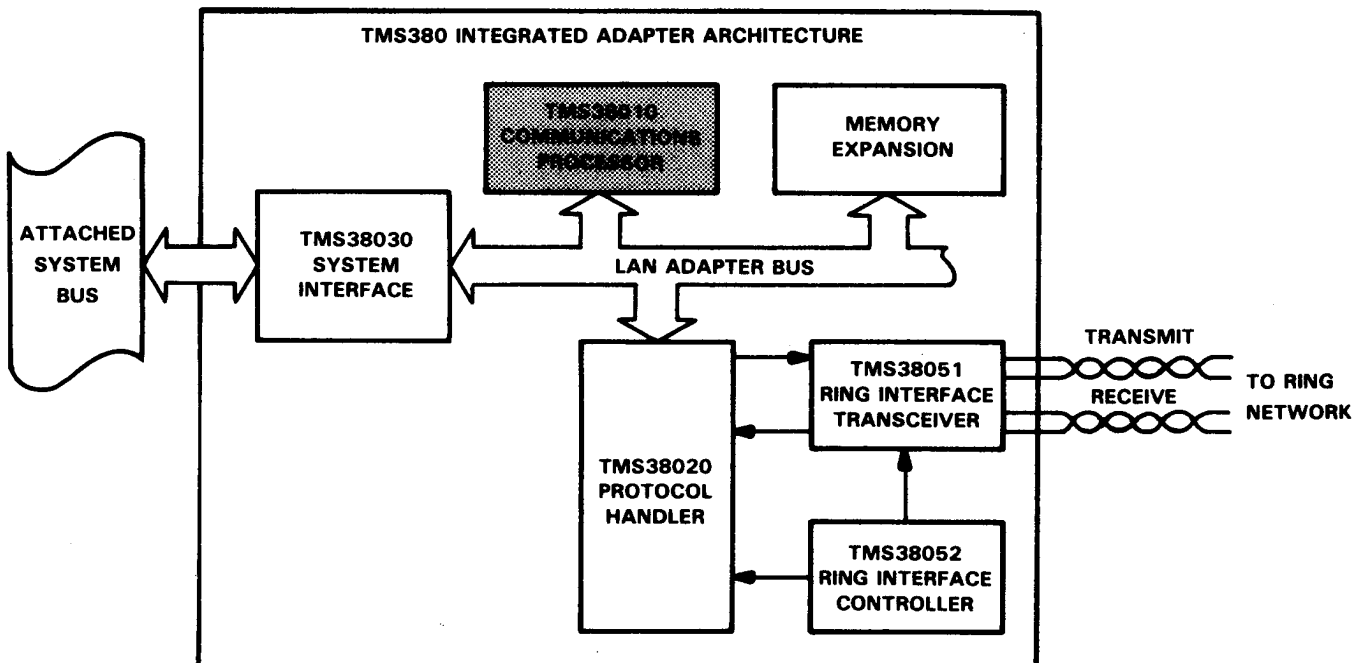 TMS380 INTEGRATED ADAPTER ARCHITECTURE
TMS38010
COMMUNICATIONS
PROCESSOR
MEMORY
EXPANSION
ATTACHED
SYSTEM
BUS
TMS38030
SYSTEM
INTERFACE
LAN ADAPTER BUS
TMS38020
PROTOCOL
HANDLER
TMS38051
RING INTERFACE
TRANSCEIVER
TRANSMIT
RECEIVE
TO RING
NETWORK
TMS38052
RING INTERFACE
CONTROLLER